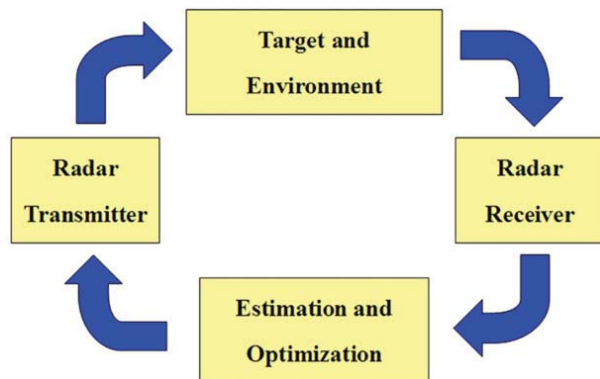 Target and
Environment
Radar
Transmitter
Radar
Receiver
Estimation and
Optimization